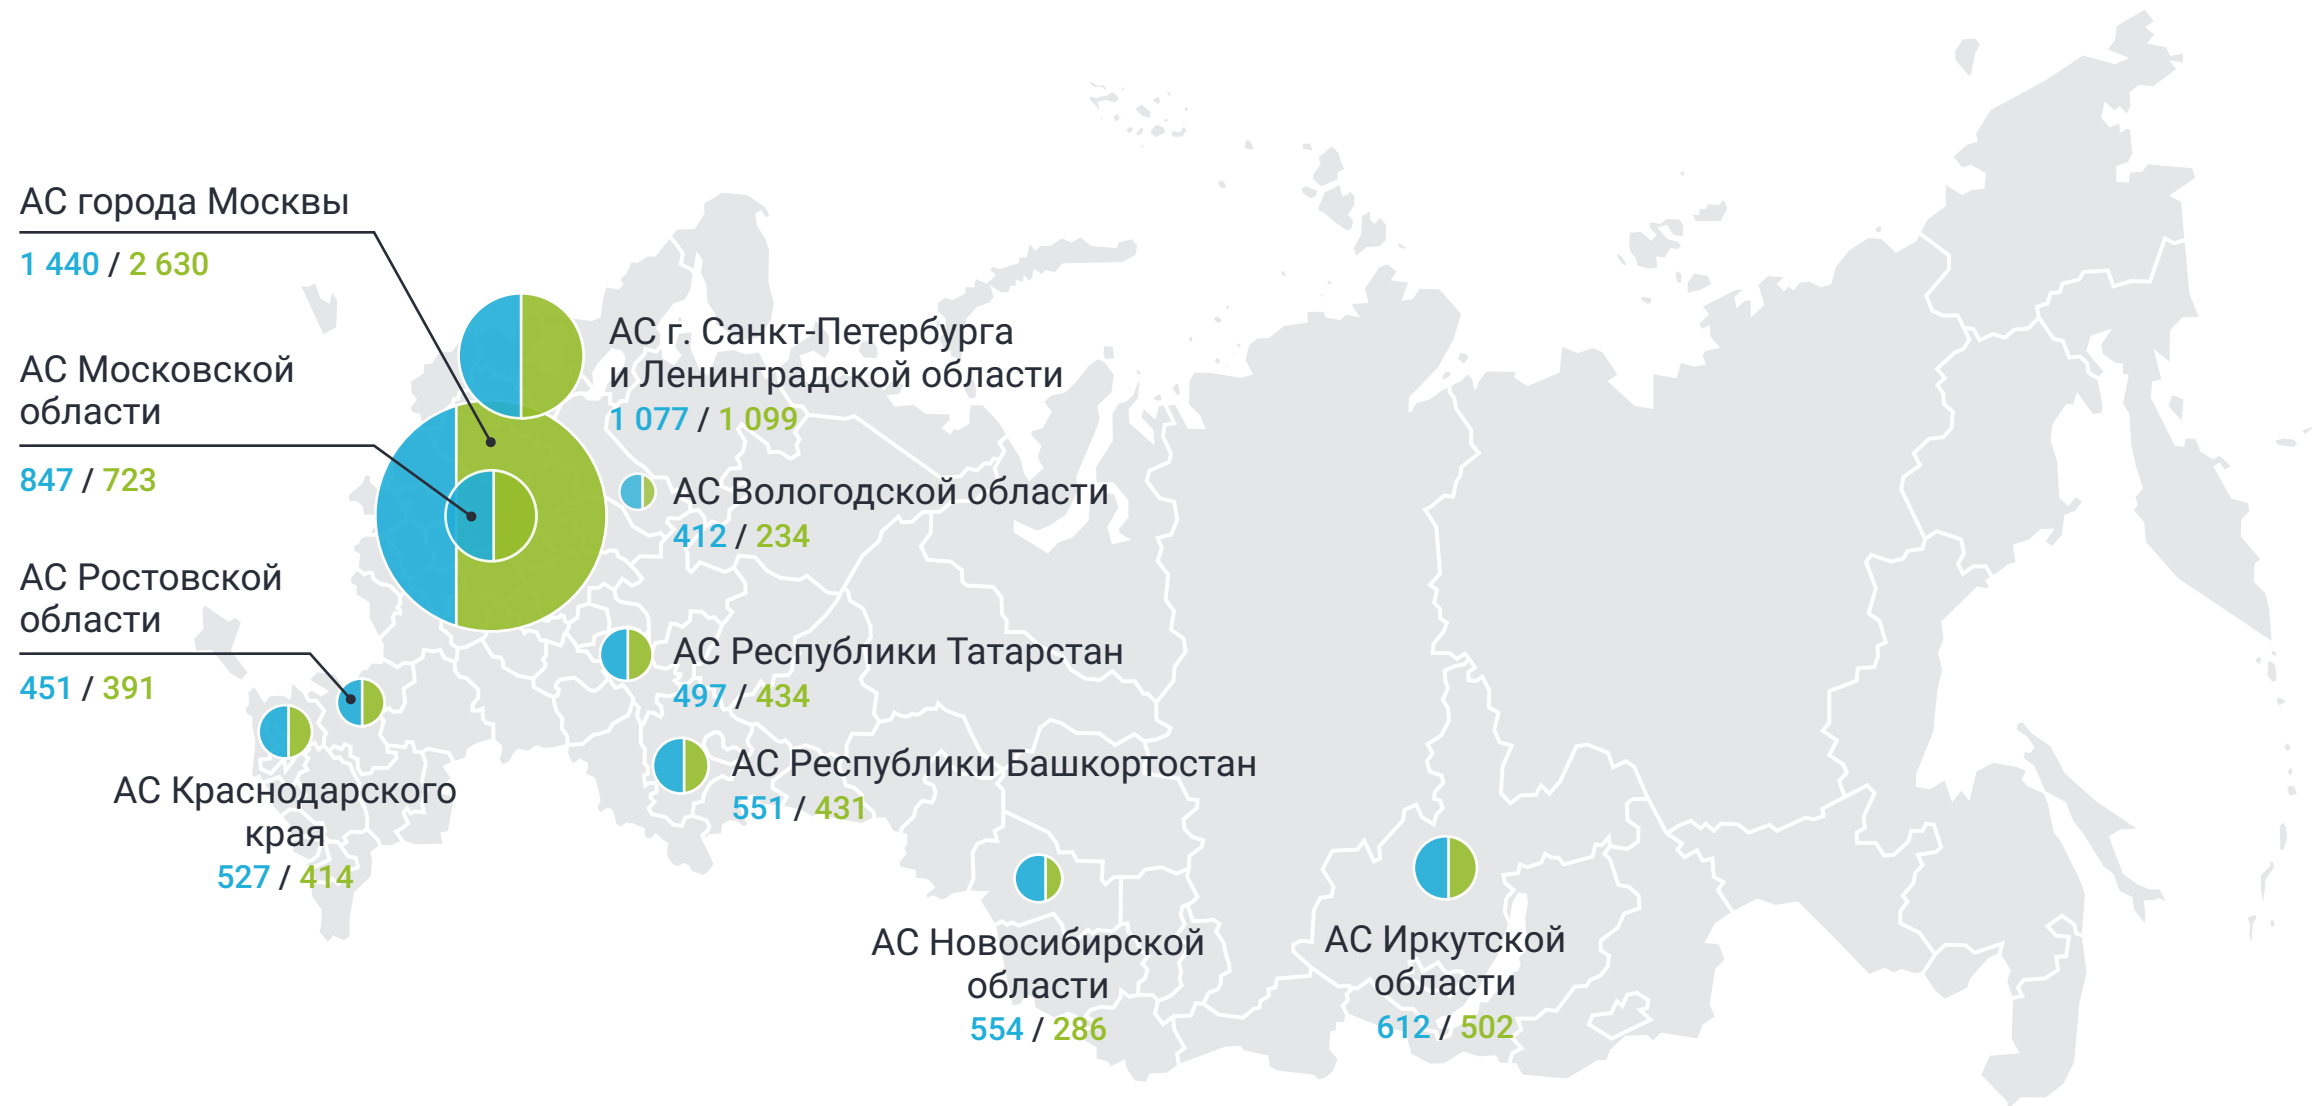 АС города Москвы
1 440 / 2 630
АС Московской
области
847 / 723
АС Ростовской
области
451 / 391
АС Краснодарского
края
527 / 414
АС г. Санкт-Петербурга
и Ленинградской области
1 077 / 1 099
АС Вологодской области
412 / 234
АС Республики Татарстан
497 / 434
АС Республики Башкортостан
551 / 431
АС Новосибирской
области
554 / 286
АС Иркутской
области
612 / 502